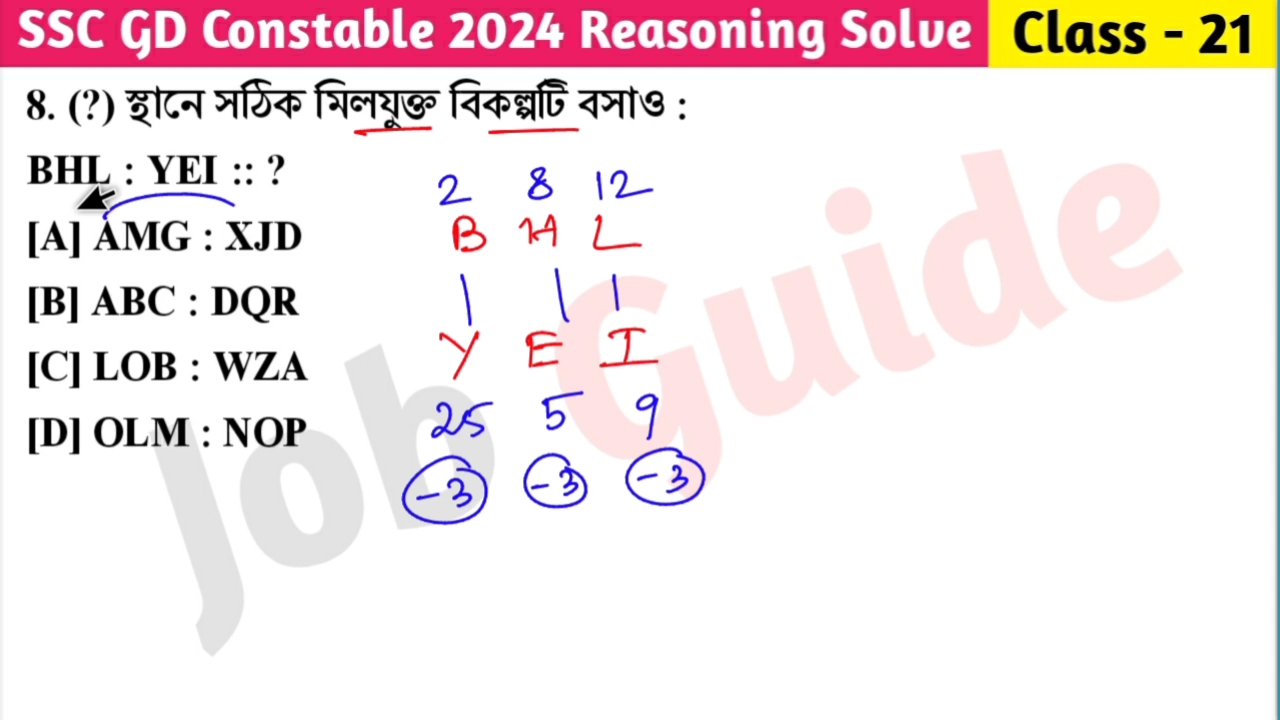 SSC GD Constable 2024 Reasoning Solve
Class - 21
8. (?) স্থানে সঠিক মিলযুক্ত বিকল্পটি বসাও :
BHL : YEI :: ?
[A] AMG : XJD
[B] ABC : DQR
[C] LOB : WZA
[D] OLM : NOP
2 8 12
B H L
Y E I
25 5 9
-3 -3 -3
Job Guide